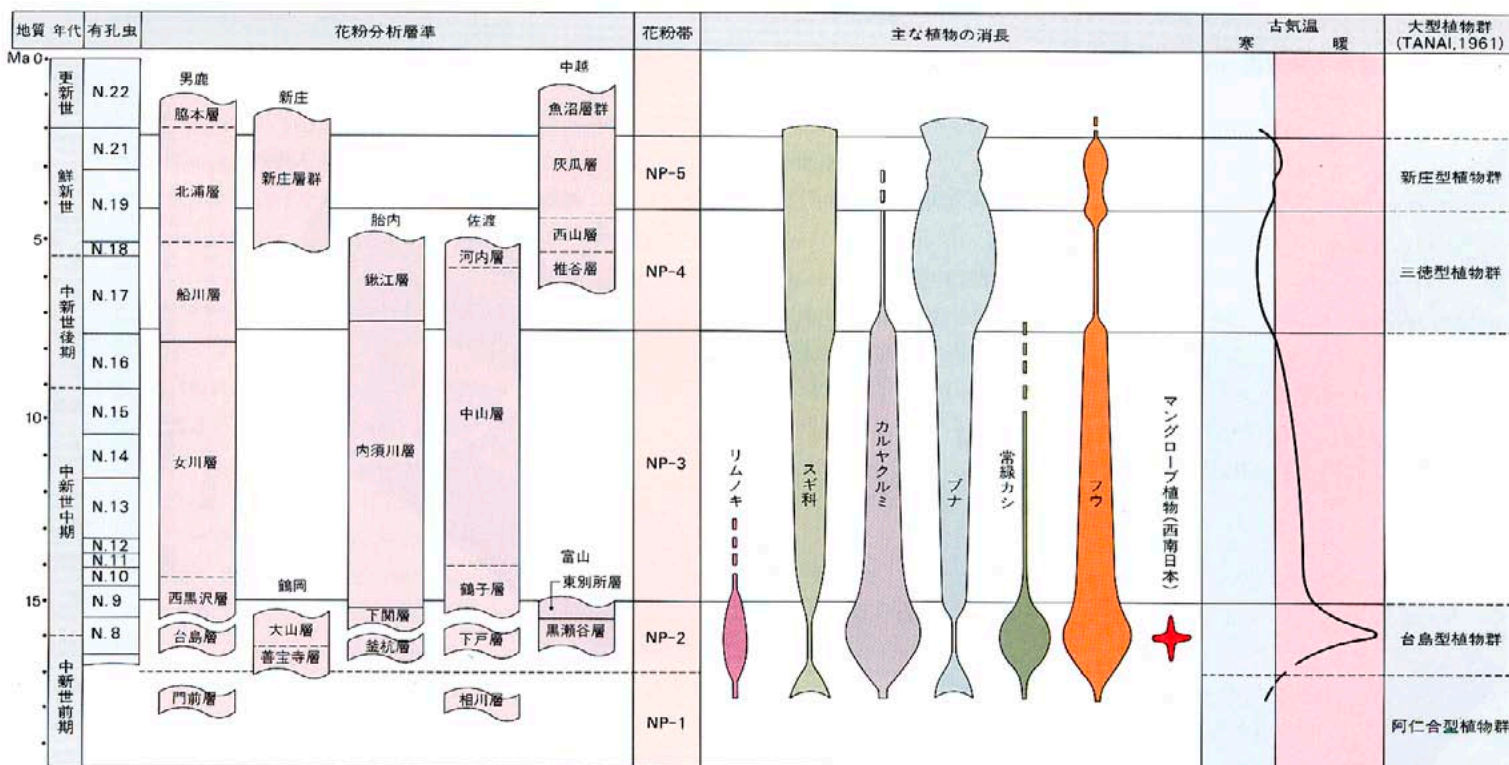 地質 年代
有孔虫
花粉分析層準
花粉帯
主な植物の消長
古気温
寒 暖
大型植物群
(TANAI,1961)
Ma 0
5
10
15
更新世
鮮新世
中新世後期
中新世中期
中新世前期
N.22
N.21
N.19
N.18
N.17
N.16
N.15
N.14
N.13
N.12
N.11
N.10
N.9
N.8
男鹿
脇本層
北浦層
船川層
女川層
西黒沢層
台島層
門前層
新庄
新庄層群
鶴岡
大山層
善宝寺層
胎内
鍬江層
内須川層
下関層
釜杭層
佐渡
河内層
中山層
鶴子層
下戸層
相川層
中越
魚沼層群
灰瓜層
西山層
椎谷層
富山
東別所層
黒瀬谷層
NP-5
NP-4
NP-3
NP-2
NP-1
リムノキ
スギ科
カルヤクルミ
ブナ
常緑カシ
フウ
マングローブ植物(西南日本)
新庄型植物群
三徳型植物群
台島型植物群
阿仁合型植物群